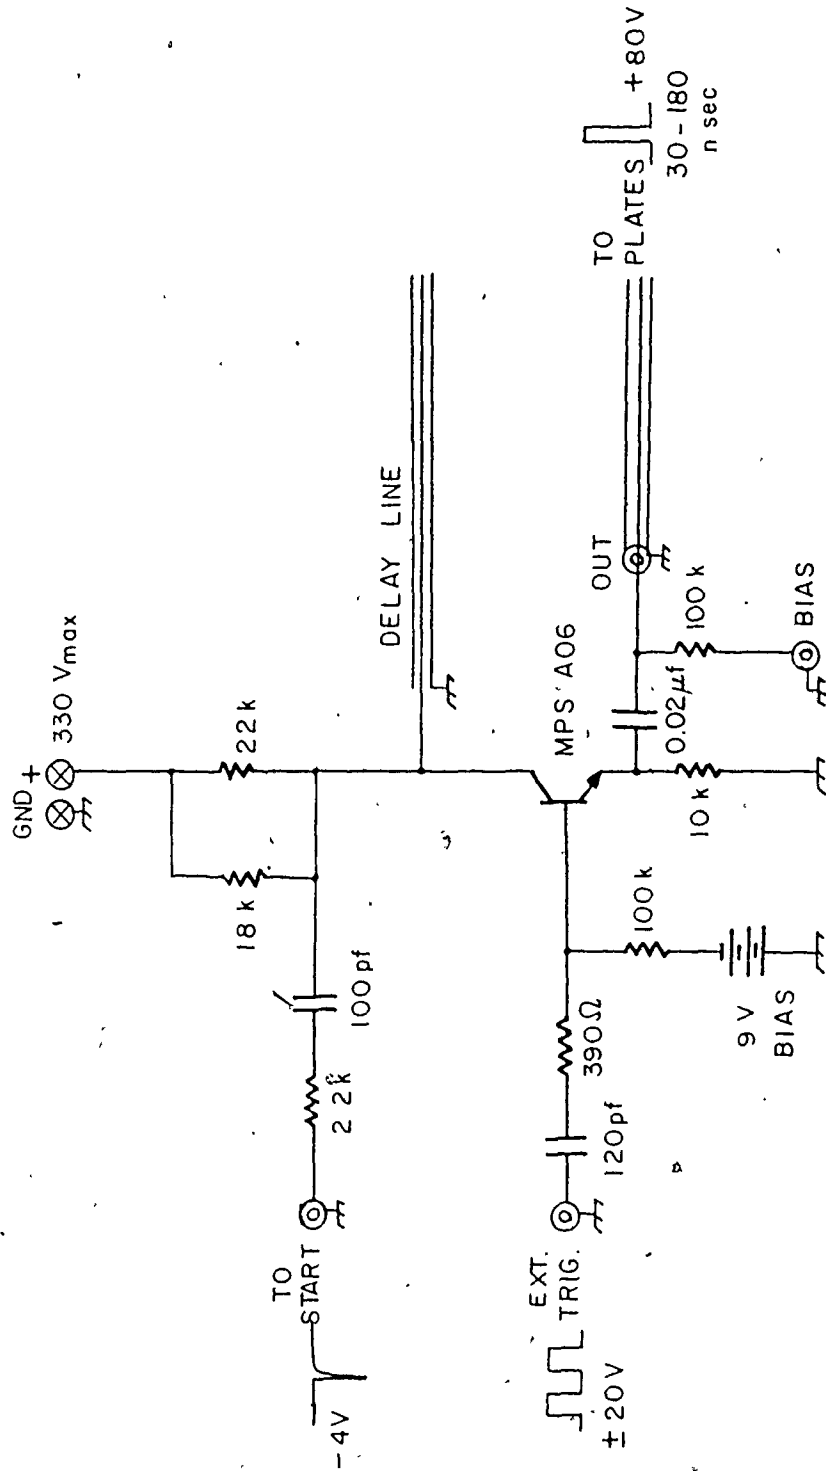 GND +
330 Vmax
22k
18k
DELAY LINE
100pf
2 2k
TO
START
-4V
MPS A06
OUT
TO
PLATES
+80V
30-180
n sec
0.02µf
100k
BIAS
10k
100k
9V
BIAS
390Ω
120pf
EXT.
TRIG.
±20V